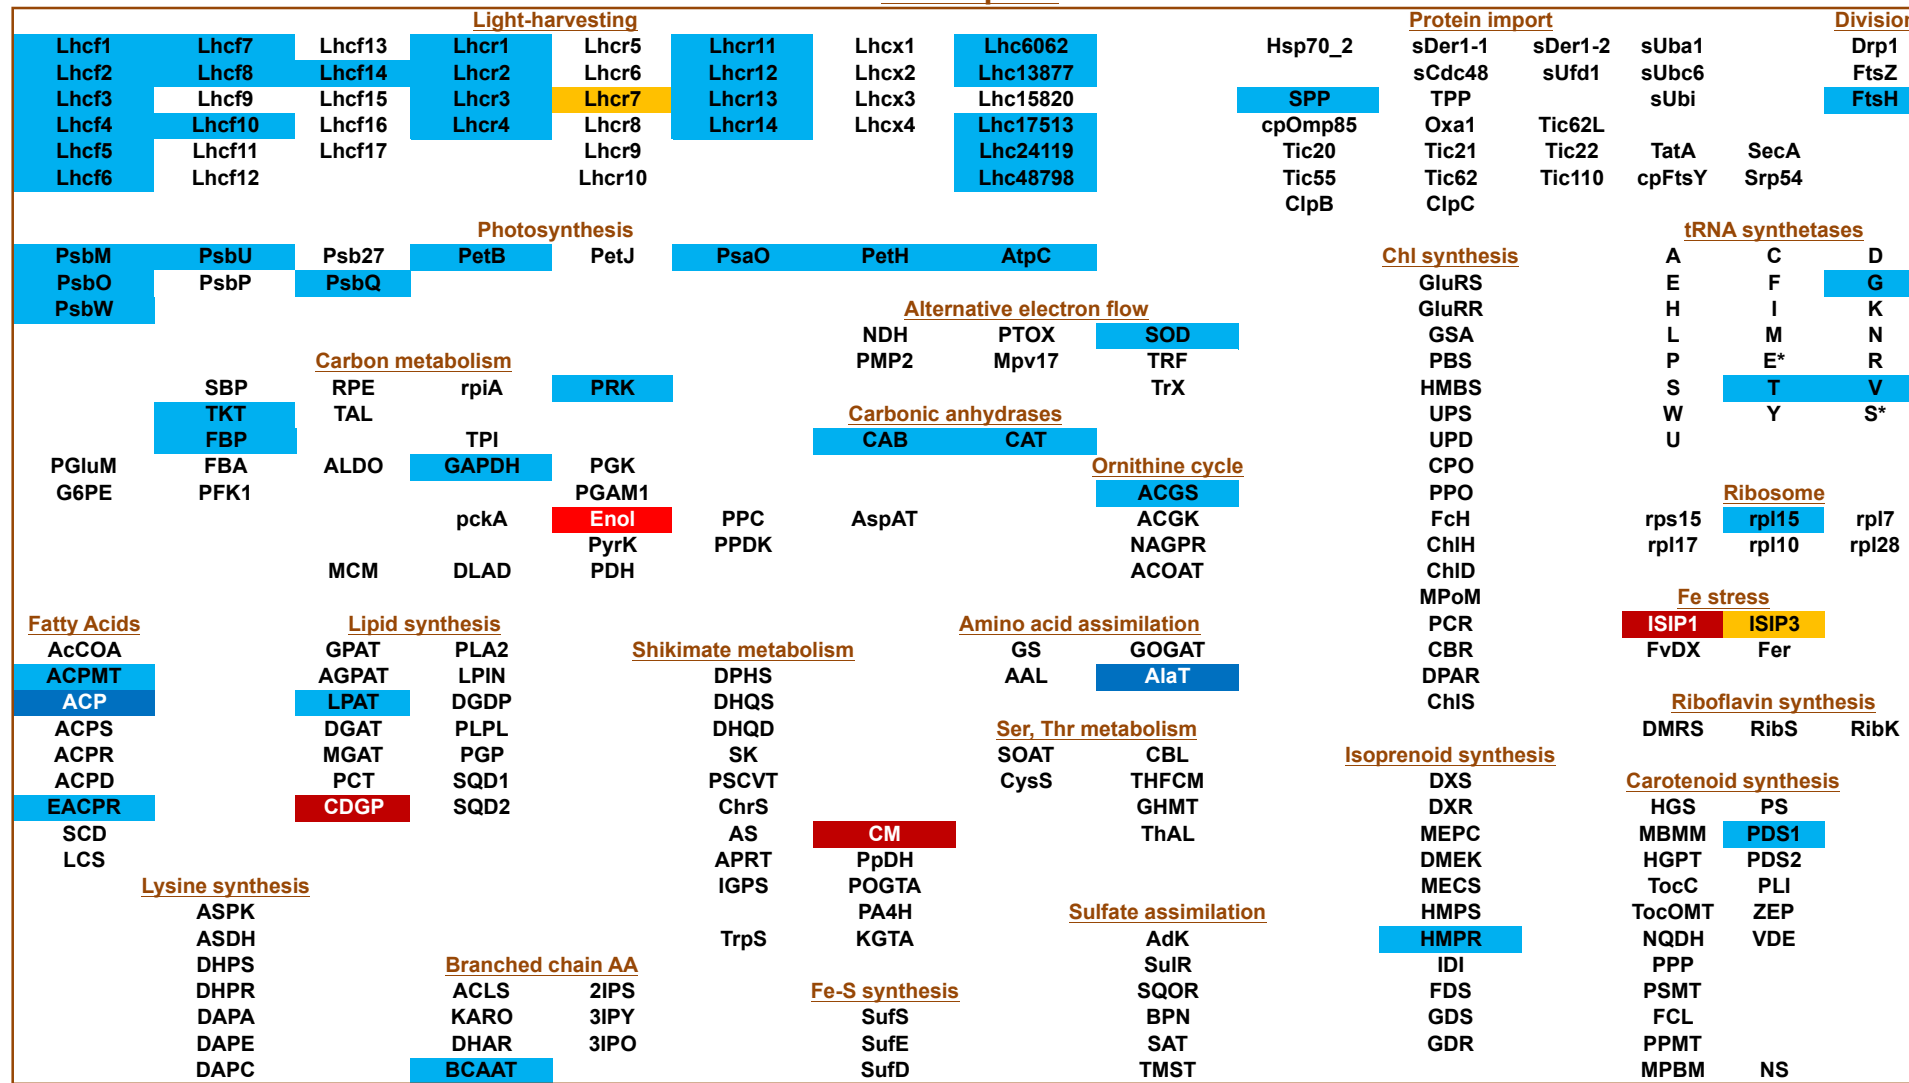 Light-harvesting Protein import Division
Lhcf1 Lhcf7 Lhcf13 Lhcr1 Lhcr5 Lhcr11 Lhcx1 Lhc6062 Hsp70_2 sDer1-1 sDer1-2 sUba1 Drp1
Lhcf2 Lhcf8 Lhcf14 Lhcr2 Lhcr6 Lhcr12 Lhcx2 Lhc13877 sCdc48 sUfd1 sUbc6 FtsZ
Lhcf3 Lhcf9 Lhcf15 Lhcr3 Lhcr7 Lhcr13 Lhcx3 Lhc15820 SPP TPP sUbi FtsH
Lhcf4 Lhcf10 Lhcf16 Lhcr4 Lhcr8 Lhcr14 Lhcx4 Lhc17513 cpOmp85 Oxa1 Tic62L
Lhcf5 Lhcf11 Lhcf17 Lhcr9 Lhc24119 Tic20 Tic21 Tic22 TatA SecA
Lhcf6 Lhcf12 Lhcr10 Lhc48798 Tic55 Tic62 Tic110 cpFtsY Srp54
ClpB ClpC
Photosynthesis tRNA synthetases
PsbM PsbU Psb27 PetB PetJ PsaO PetH AtpC Chl synthesis A C D
PsbO PsbP PsbQ GluRS E F G
PsbW Alternative electron flow GluRR H I K
NDH PTOX SOD GSA L M N
Carbon metabolism PMP2 Mpv17 TRF PBS P E* R
SBP RPE rpiA PRK TrX HMBS S T V
TKT TAL Carbonic anhydrases UPS W Y S*
FBP TPI CAB CAT UPD U
PGluM FBA ALDO GAPDH PGK Ornithine cycle CPO
G6PE PFK1 PGAM1 ACGS PPO Ribosome
pckA Enol PPC AspAT ACGK FcH rps15 rpl15 rpl7
PyrK PPDK NAGPR ChlH rpl17 rpl10 rpl28
MCM DLAD PDH ACOAT ChlD
MPoM Fe stress
Fatty Acids Lipid synthesis Amino acid assimilation PCR ISIP1 ISIP3
AcCOA GPAT PLA2 Shikimate metabolism GS GOGAT CBR FvDX Fer
ACPMT AGPAT LPIN DPHS AAL AlaT DPAR
ACP LPAT DGDP DHQS ChlS Riboflavin synthesis
ACPS DGAT PLPL DHQD Ser, Thr metabolism DMRS RibS RibK
ACPR MGAT PGP SK SOAT CBL Isoprenoid synthesis
ACPD PCT SQD1 PSCVT CysS THFCM DXS Carotenoid synthesis
EACPR CDGP SQD2 ChrS GHMT DXR HGS PS
SCD AS CM ThAL MEPC MBMM PDS1
LCS APRT PpDH DMEK HGPT PDS2
Lysine synthesis IGPS POGTA MECS TocC PLI
ASPK PA4H Sulfate assimilation HMPS TocOMT ZEP
ASDH TrpS KGTA AdK HMPR NQDH VDE
DHPS Branched chain AA SulR IDI PPP
DHPR ACLS 2IPS Fe-S synthesis SQOR FDS PSMT
DAPA KARO 3IPY SufS BPN GDS FCL
DAPE DHAR 3IPO SufE SAT GDR PPMT
DAPC BCAAT SufD TMST MPBM NS